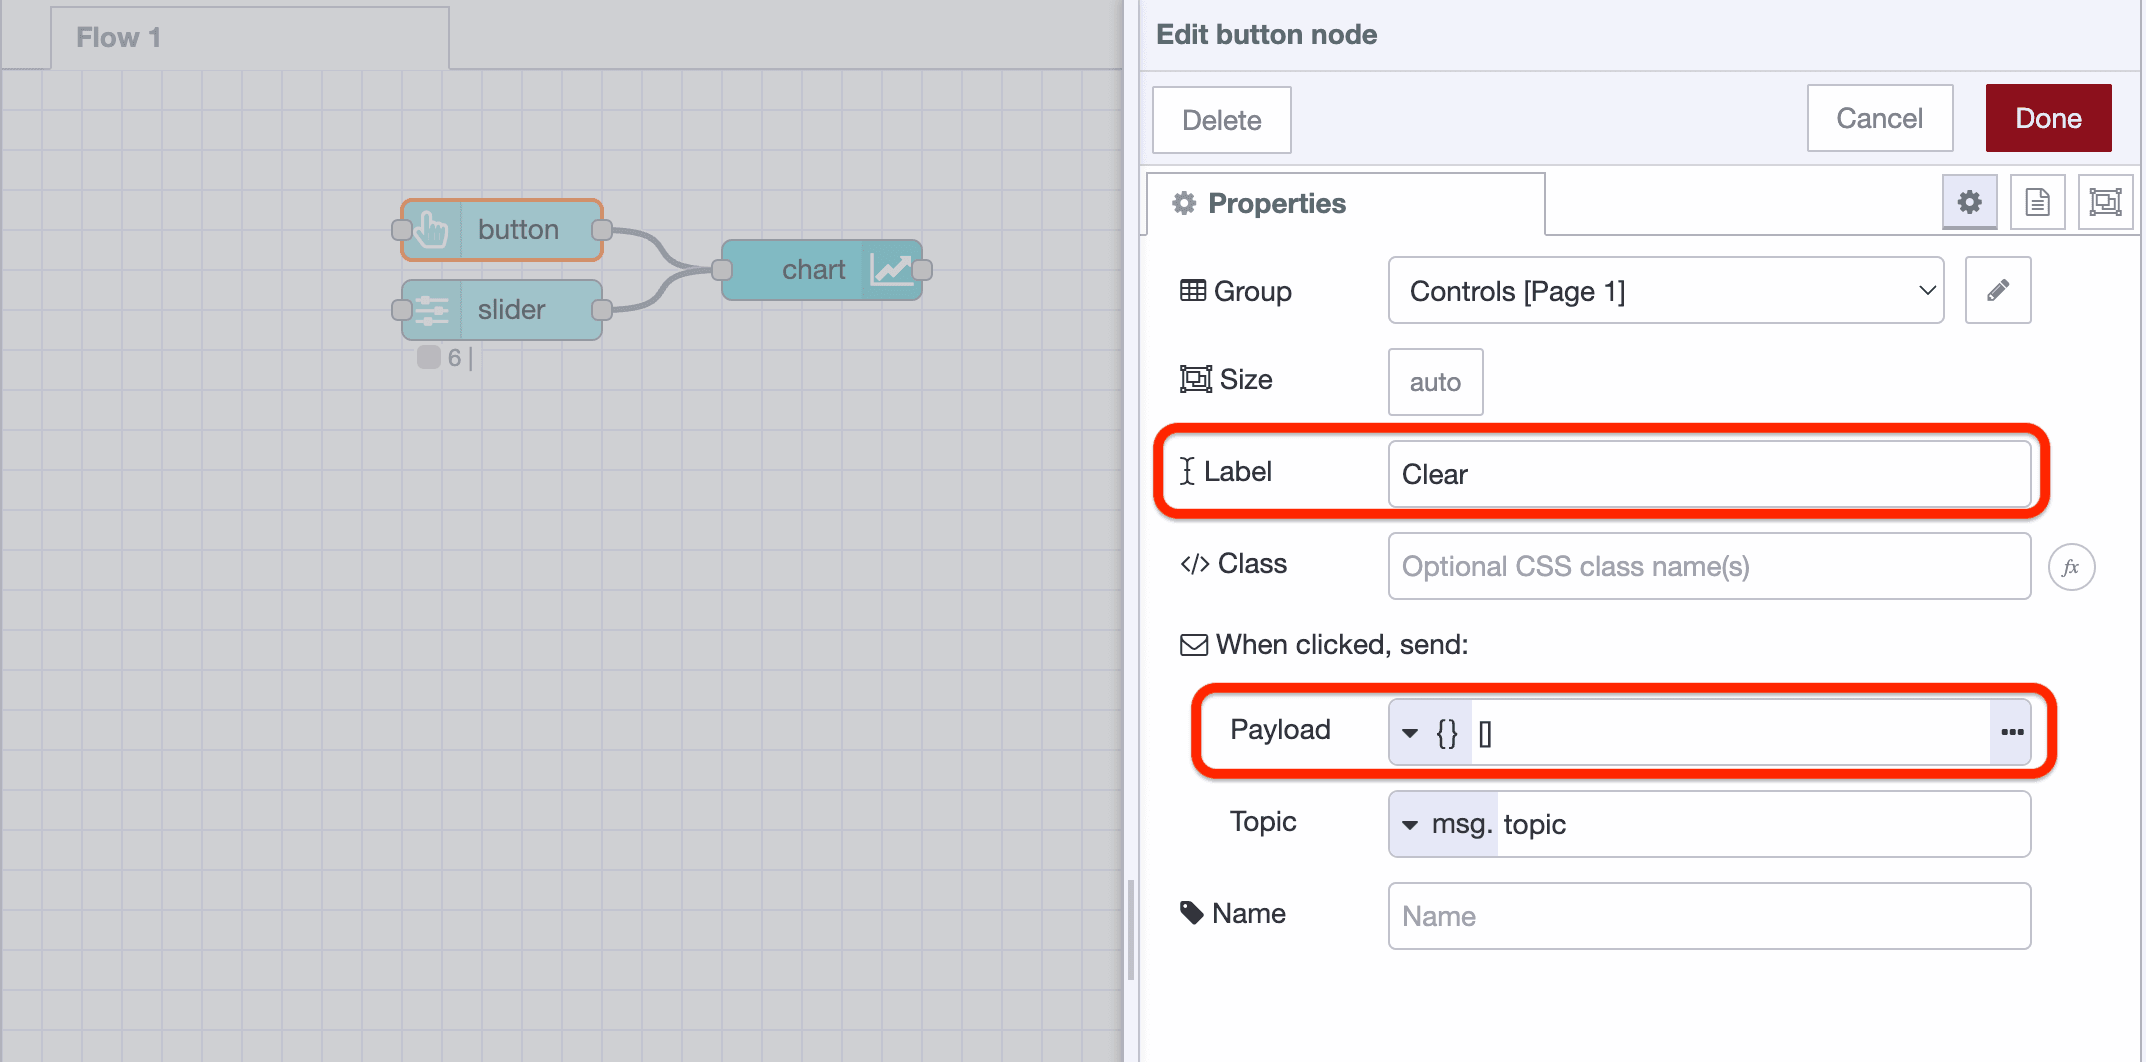 Flow 1
button
slider
6 |
chart
Edit button node
Delete
Cancel
Done
Properties
Group
Controls [Page 1]
Size
auto
Label
Clear
</> Class
Optional CSS class name(s)
fx
When clicked, send:
Payload
{} []
...
Topic
msg. topic
Name
Name